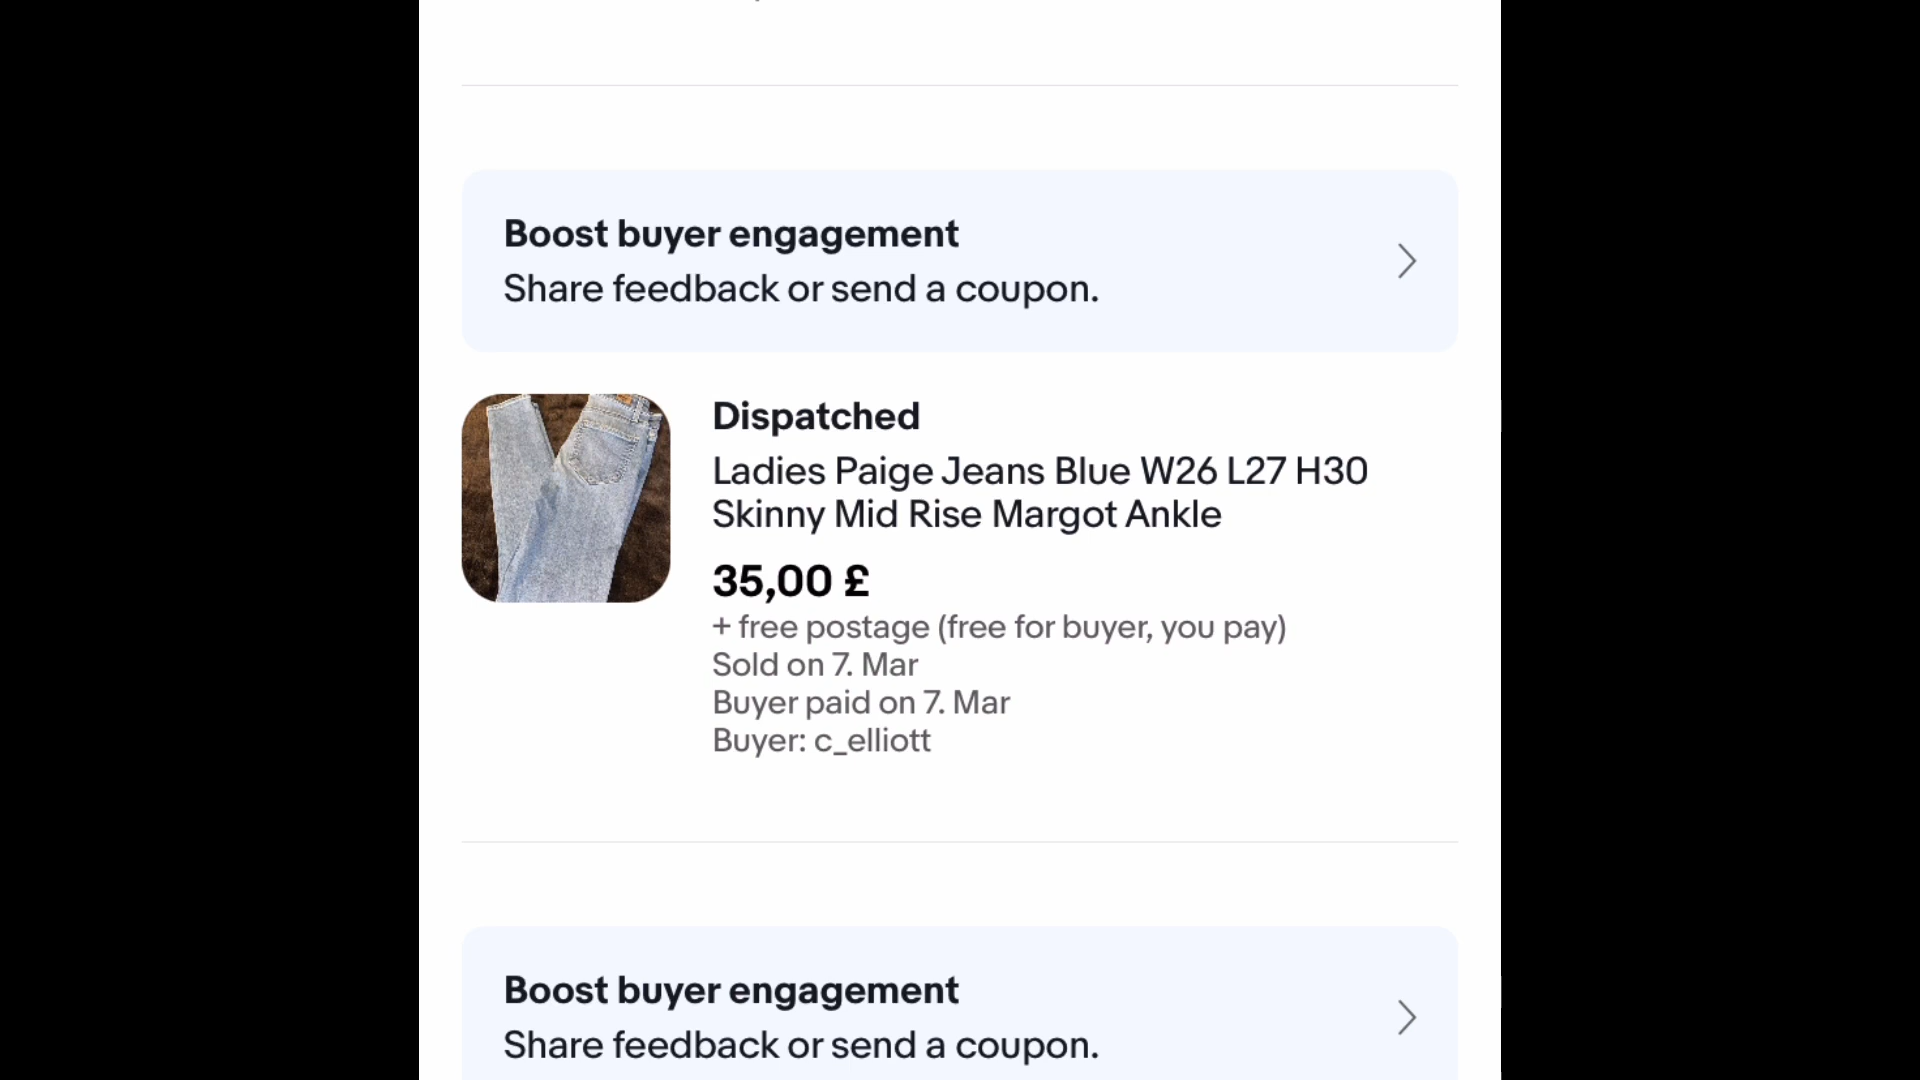 Boost buyer engagement
Share feedback or send a coupon.
Dispatched
Ladies Paige Jeans Blue W26 L27 H30
Skinny Mid Rise Margot Ankle
35,00 £
+ free postage (free for buyer, you pay)
Sold on 7. Mar
Buyer paid on 7. Mar
Buyer: c_elliott
Boost buyer engagement
Share feedback or send a coupon.